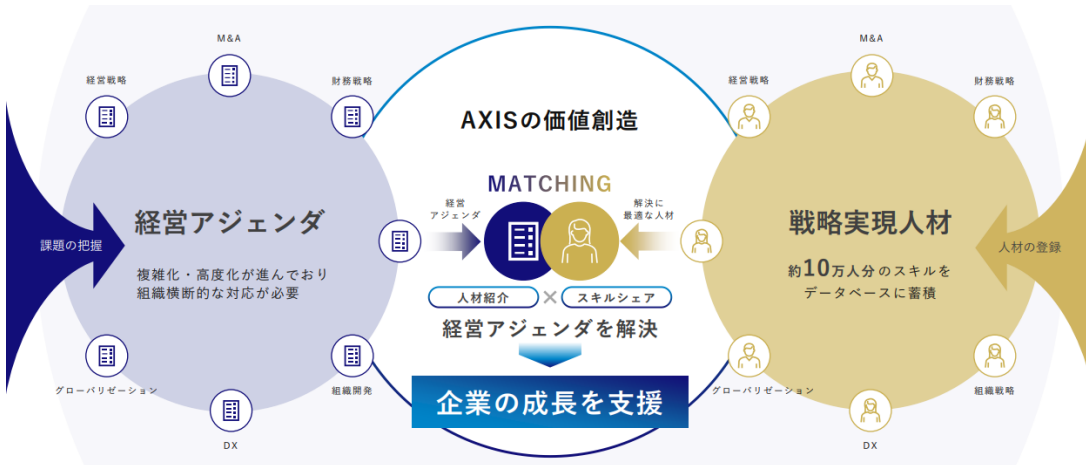 課題の把握
M&A
経営戦略
財務戦略
経営アジェンダ
複雑化・高度化が進んでおり
組織横断的な対応が必要
グローバリゼーション
組織開発
DX
AXISの価値創造
MATCHING
経営
アジェンダ
解決に
最適な人材
人材紹介
×
スキルシェア
経営アジェンダを解決
企業の成長を支援
M&A
経営戦略
財務戦略
戦略実現人材
約10万人分のスキルを
データベースに蓄積
グローバリゼーション
組織戦略
DX
人材の登録